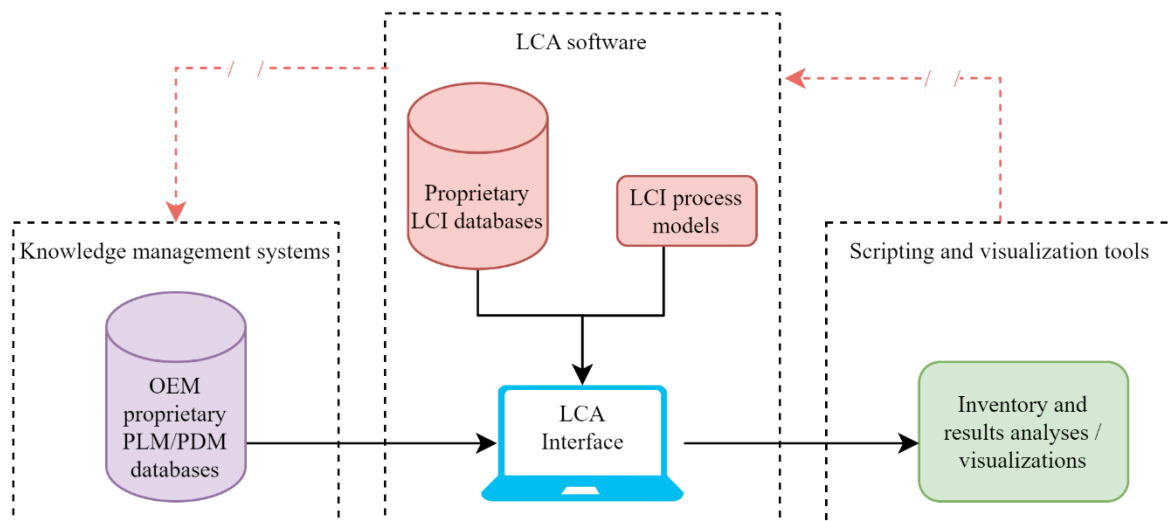 LCA software
Proprietary
LCI databases
LCI process
models
Knowledge management systems
Scripting and visualization tools
OEM
proprietary
PLM/PDM
databases
LCA
Interface
Inventory and
results analyses /
visualizations